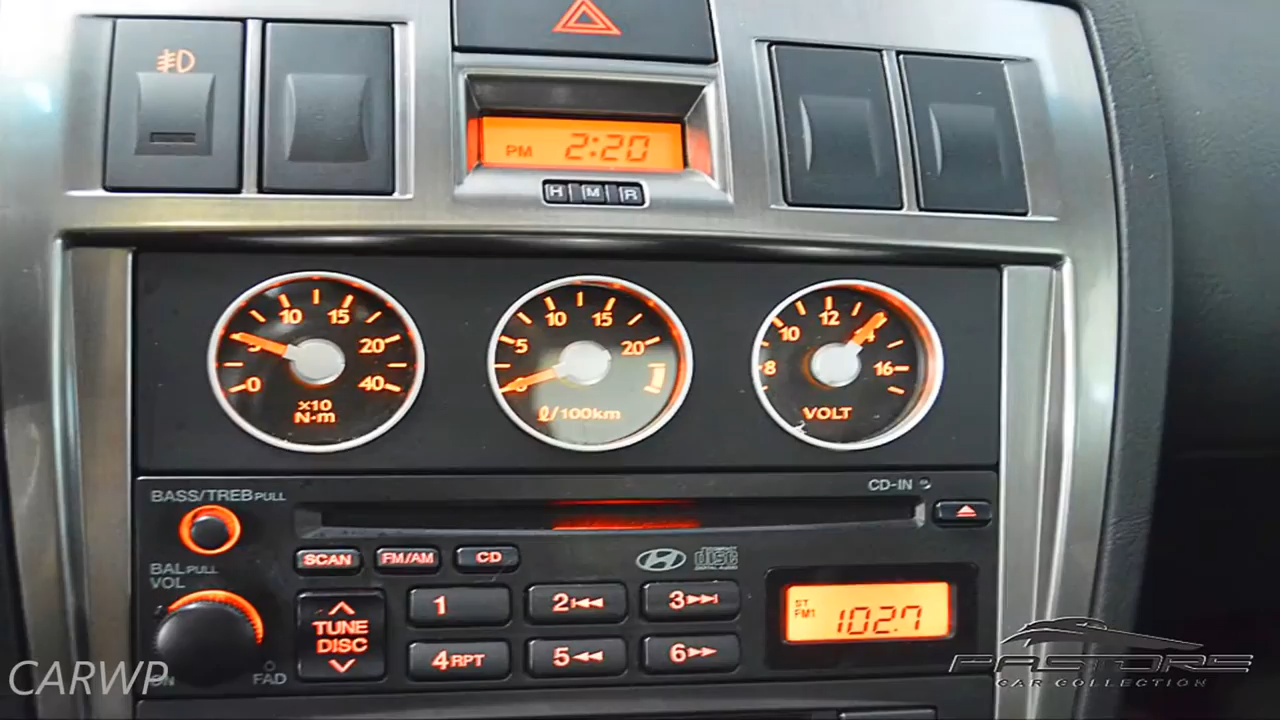 PM 2:20
H M R
5 10 15 20 40 0
x10
N·m
5 10 15 20 0
ℓ/100km
8 10 12 14 16
VOLT
BASS/TREB PULL
CD-IN
SCAN FM/AM CD
disc
DIGITAL AUDIO
BAL PULL
VOL
1 2 3
ST
FM1 102.7
TUNE
DISC
4 RPT 5 6
ON FAD
CARWP
PASTORE
CAR COLLECTION